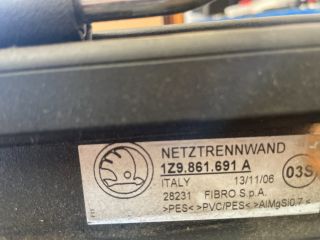 NETZTRENNWAND
1Z9.861.691 A
ITALY 13/11/06 03S
28231 FIBRO S.p.A.
>PES< >PVC/PES< >AlMgSi0.7<